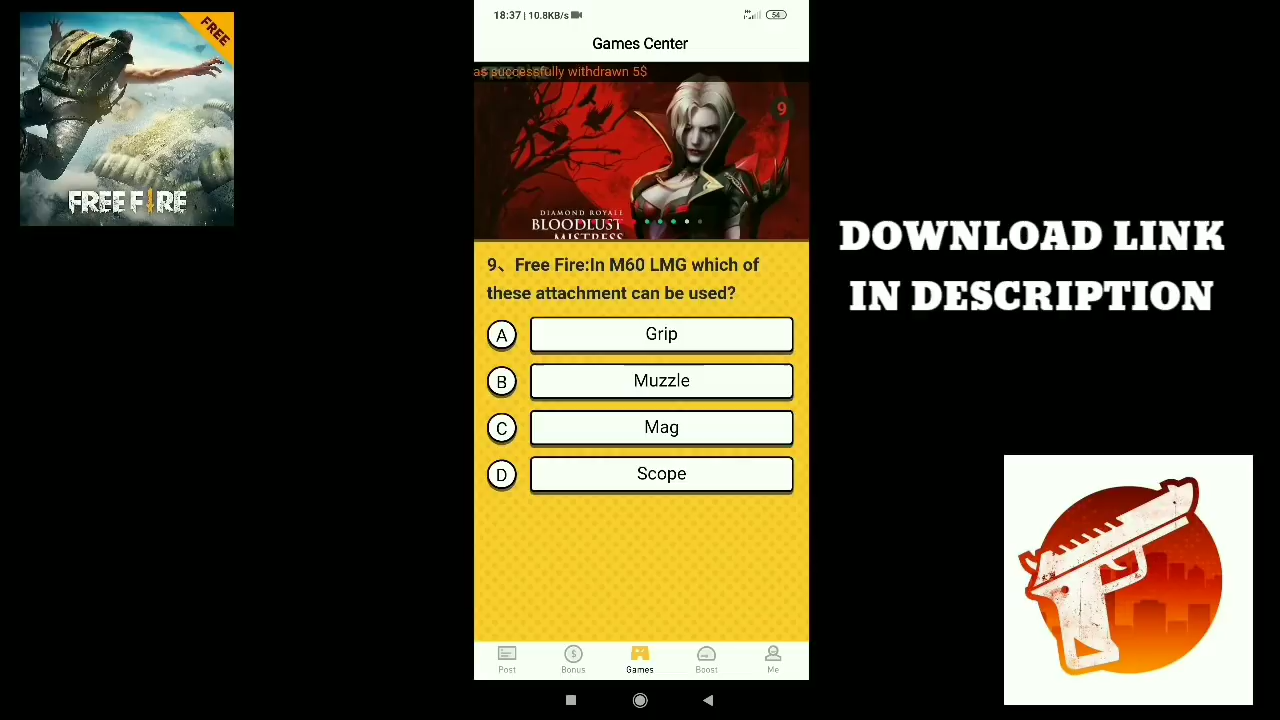 FREE
FREE FIRE
18:37 | 10.8KB/s
54
Games Center
as successfully withdrawn 5$
9
DIAMOND ROYALE
BLOODLUST
MISTRESS
9、Free Fire:In M60 LMG which of
these attachment can be used?
A Grip
B Muzzle
C Mag
D Scope
Post Bonus Games Boost Me
DOWNLOAD LINK
IN DESCRIPTION